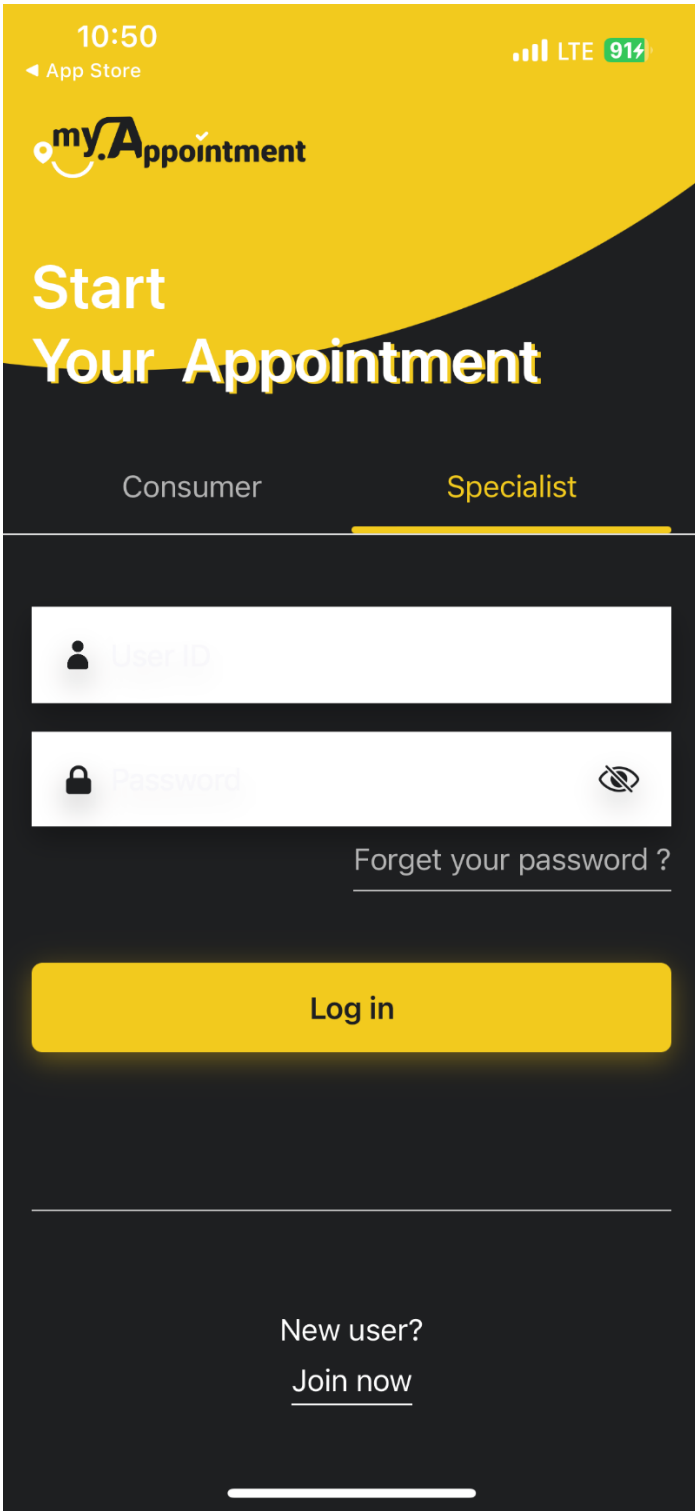 10:50
LTE 91
◀ App Store
my.Appointment
Start
Your Appointment
Consumer Specialist
User ID
Password
Forget your password ?
Log in
New user?
Join now